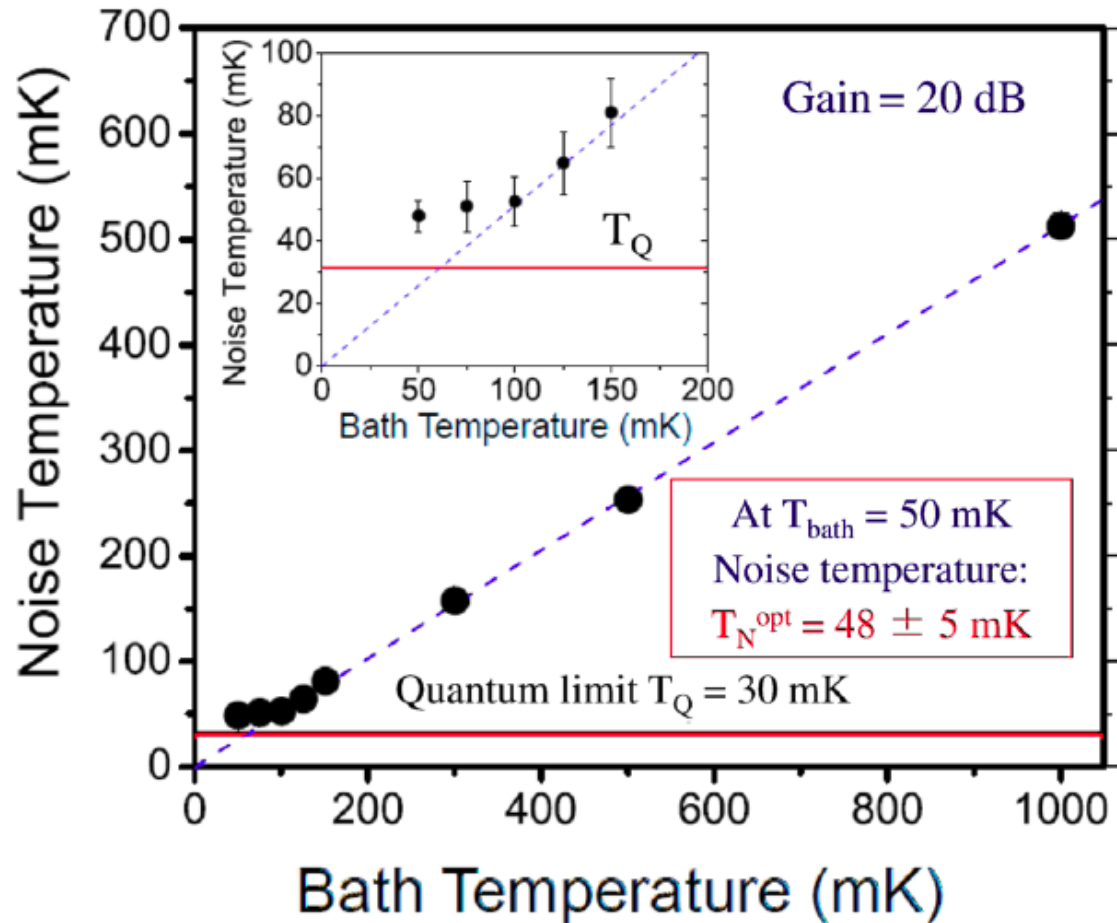 700
600
500
400
300
200
100
0
Noise Temperature (mK)
0
200
400
600
800
1000
Bath Temperature (mK)
100
80
60
40
20
0
Noise Temperature (mK)
0
50
100
150
200
Bath Temperature (mK)
T_Q
Gain = 20 dB
At T_bath = 50 mK
Noise temperature:
T_N^opt = 48 ± 5 mK
Quantum limit T_Q = 30 mK